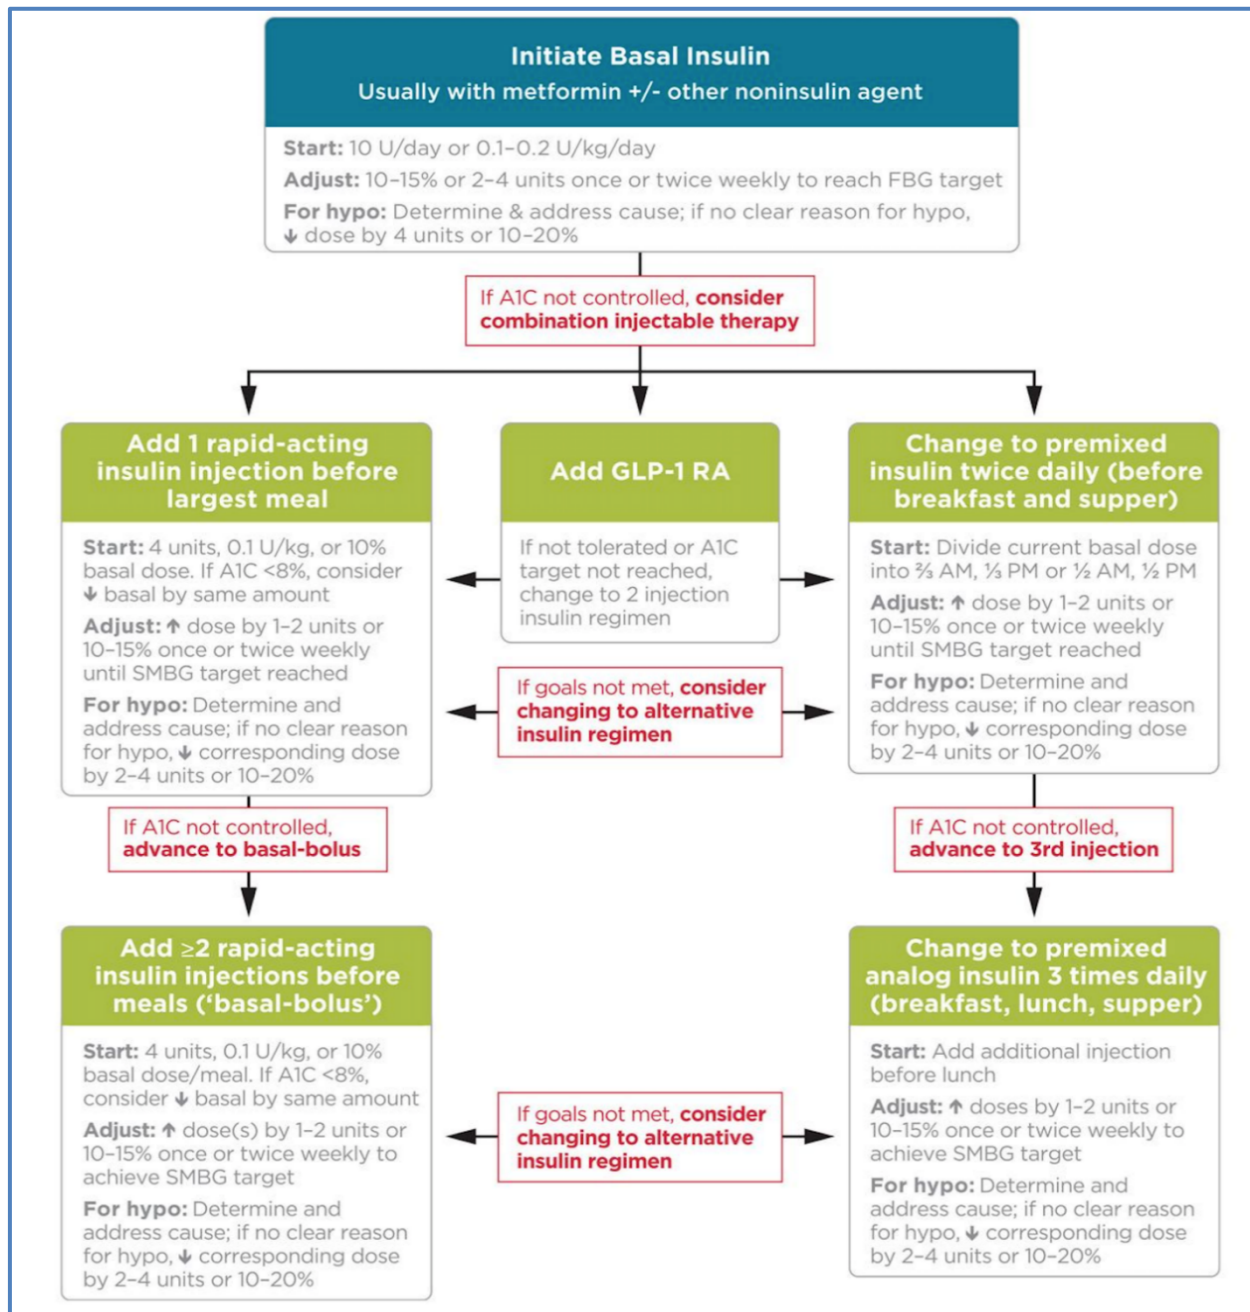 Initiate Basal Insulin
Usually with metformin +/- other noninsulin agent
Start: 10 U/day or 0.1–0.2 U/kg/day
Adjust: 10–15% or 2–4 units once or twice weekly to reach FBG target
For hypo: Determine & address cause; if no clear reason for hypo,
↓ dose by 4 units or 10–20%
If A1C not controlled, consider
combination injectable therapy
Add 1 rapid-acting
insulin injection before
largest meal
Start: 4 units, 0.1 U/kg, or 10%
basal dose. If A1C <8%, consider
↓ basal by same amount
Adjust: ↑ dose by 1–2 units or
10–15% once or twice weekly
until SMBG target reached
For hypo: Determine and
address cause; if no clear reason
for hypo, ↓ corresponding dose
by 2–4 units or 10–20%
Add GLP-1 RA
If not tolerated or A1C
target not reached,
change to 2 injection
insulin regimen
Change to premixed
insulin twice daily (before
breakfast and supper)
Start: Divide current basal dose
into ⅔ AM, ⅓ PM or ½ AM, ½ PM
Adjust: ↑ dose by 1–2 units or
10–15% once or twice weekly
until SMBG target reached
For hypo: Determine and
address cause; if no clear reason
for hypo, ↓ corresponding dose
by 2–4 units or 10–20%
If goals not met, consider
changing to alternative
insulin regimen
If A1C not controlled,
advance to basal-bolus
If A1C not controlled,
advance to 3rd injection
Add ≥2 rapid-acting
insulin injections before
meals (‘basal-bolus’)
Start: 4 units, 0.1 U/kg, or 10%
basal dose/meal. If A1C <8%,
consider ↓ basal by same amount
Adjust: ↑ dose(s) by 1–2 units or
10–15% once or twice weekly to
achieve SMBG target
For hypo: Determine and
address cause; if no clear reason
for hypo, ↓ corresponding dose
by 2–4 units or 10–20%
If goals not met, consider
changing to alternative
insulin regimen
Change to premixed
analog insulin 3 times daily
(breakfast, lunch, supper)
Start: Add additional injection
before lunch
Adjust: ↑ doses by 1–2 units or
10–15% once or twice weekly to
achieve SMBG target
For hypo: Determine and
address cause; if no clear reason
for hypo, ↓ corresponding dose
by 2–4 units or 10–20%